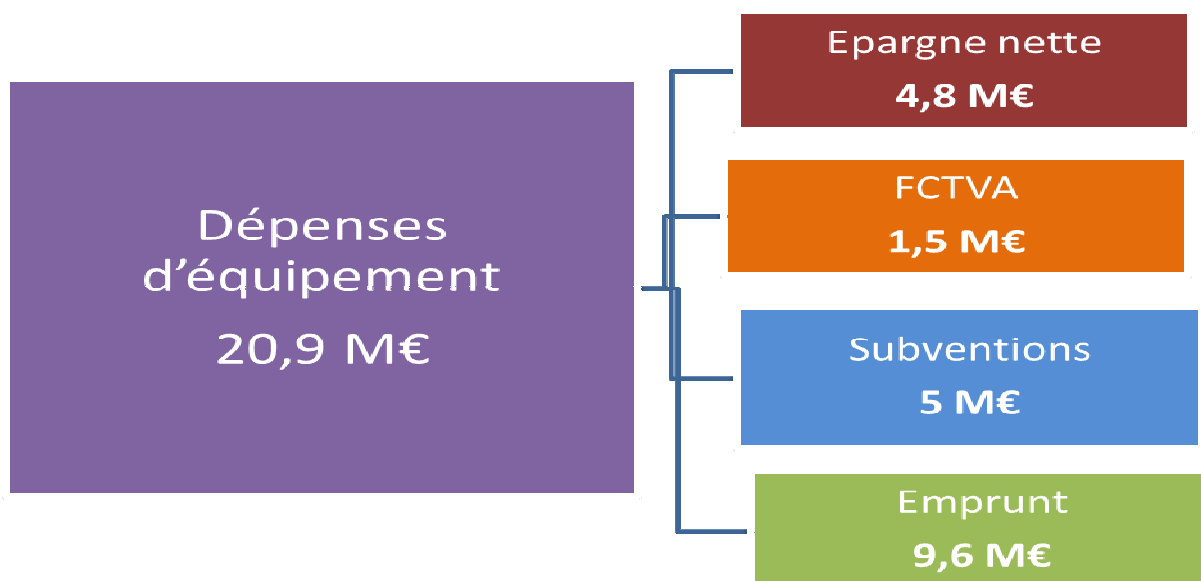 Dépenses
d’équipement
20,9 M€
Epargne nette
4,8 M€
FCTVA
1,5 M€
Subventions
5 M€
Emprunt
9,6 M€